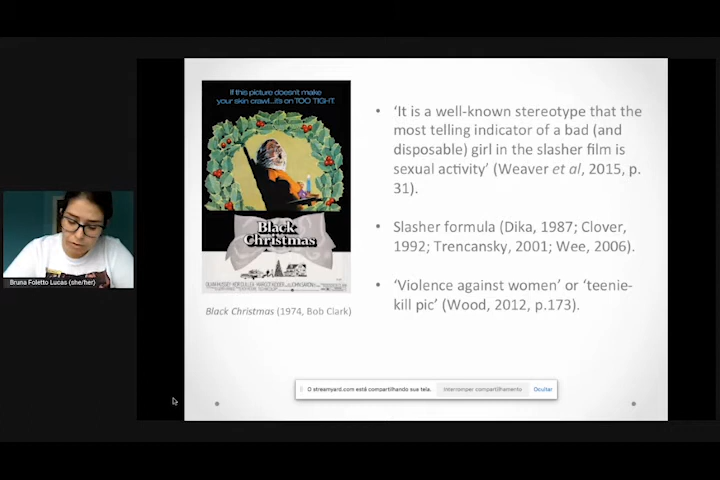 If this picture doesn't make
your skin crawl...it's on TOO TIGHT.
Black
Christmas
Black Christmas (1974, Bob Clark)
• ‘It is a well-known stereotype that the
most telling indicator of a bad (and
disposable) girl in the slasher film is
sexual activity’ (Weaver et al, 2015, p.
31).
• Slasher formula (Dika, 1987; Clover,
1992; Trencansky, 2001; Wee, 2006).
• ‘Violence against women’ or ‘teenie-
kill pic’ (Wood, 2012, p.173).
Bruna Foletto Lucas (she/her)
O streamyard.com está compartilhando sua tela. Interromper compartilhamento Ocultar